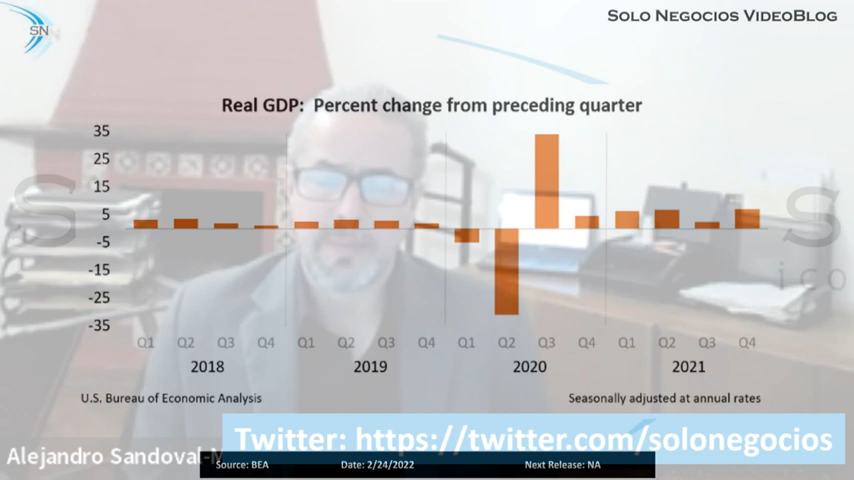 SN
SOLO NEGOCIOS VIDEOBLOG
Real GDP: Percent change from preceding quarter
35
25
15
5
-5
-15
-25
-35
Q1 Q2 Q3 Q4 Q1 Q2 Q3 Q4 Q1 Q2 Q3 Q4 Q1 Q2 Q3 Q4
2018 2019 2020 2021
U.S. Bureau of Economic Analysis
Seasonally adjusted at annual rates
Twitter: https://twitter.com/solonegocios
Alejandro Sandoval-M
Source: BEA Date: 2/24/2022 Next Release: NA